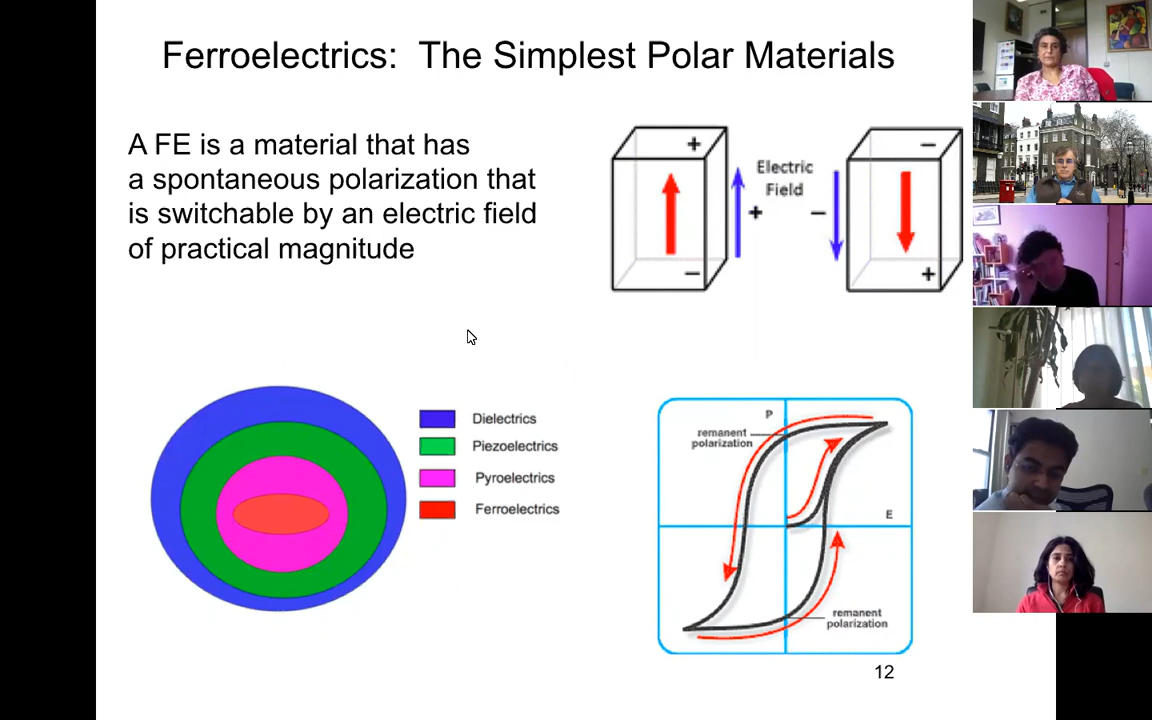 Ferroelectrics: The Simplest Polar Materials
A FE is a material that has
a spontaneous polarization that
is switchable by an electric field
of practical magnitude
+
−
Electric
Field
+
−
−
+
Dielectrics
Piezoelectrics
Pyroelectrics
Ferroelectrics
P
remanent
polarization
E
remanent
polarization
12